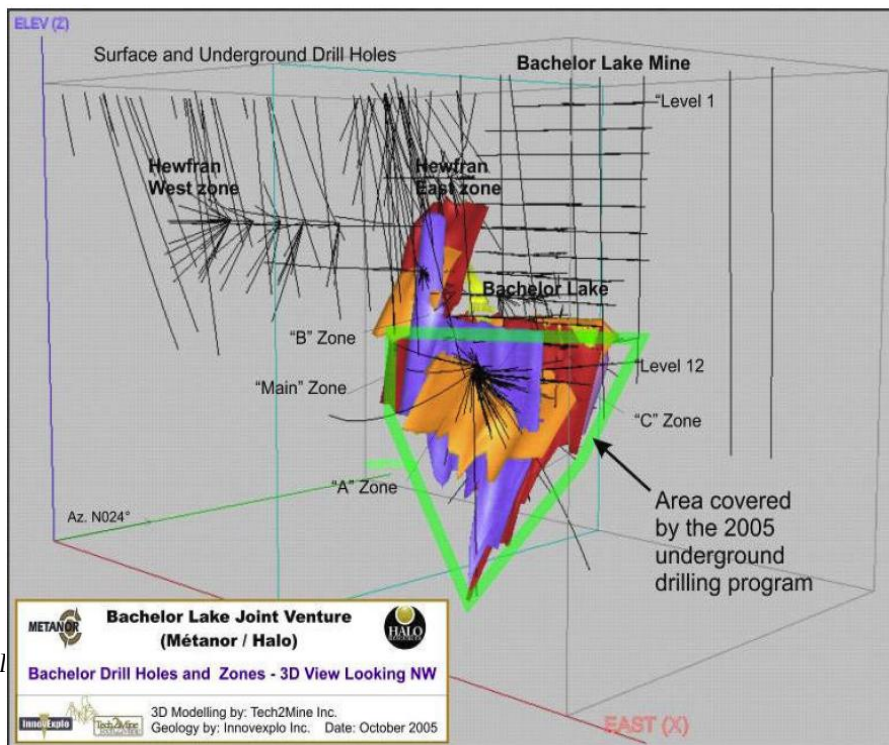 ELEV (Z)
Surface and Underground Drill Holes
Bachelor Lake Mine
"Level 1
Hewfran
West zone
Hewfran
East zone
Bachelor Lake
"B" Zone
Level 12
"Main" Zone
"C" Zone
"A" Zone
Area covered
by the 2005
underground
drilling program
Az. N024°
EAST (X)
METANOR
Bachelor Lake Joint Venture
(Métanor / Halo)
HALO
Bachelor Drill Holes and Zones - 3D View Looking NW
InnovExplo
Tech2Mine
3D Modelling by: Tech2Mine Inc.
Geology by: Innovexplo Inc. Date: October 2005